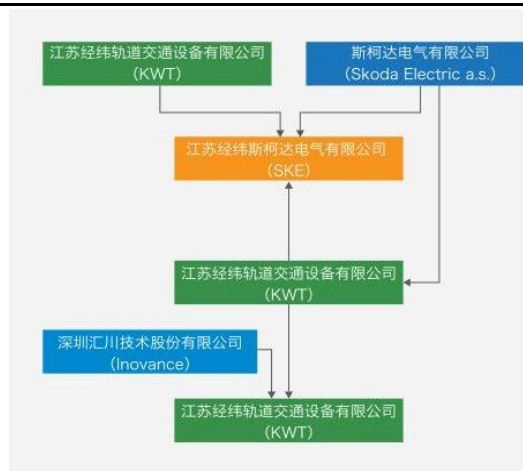 江苏经纬轨道交通设备有限公司
(KWT)
斯柯达电气有限公司
(Skoda Electric a.s.)
江苏经纬斯柯达电气有限公司
(SKE)
江苏经纬轨道交通设备有限公司
(KWT)
深圳汇川技术股份有限公司
(Inovance)
江苏经纬轨道交通设备有限公司
(KWT)